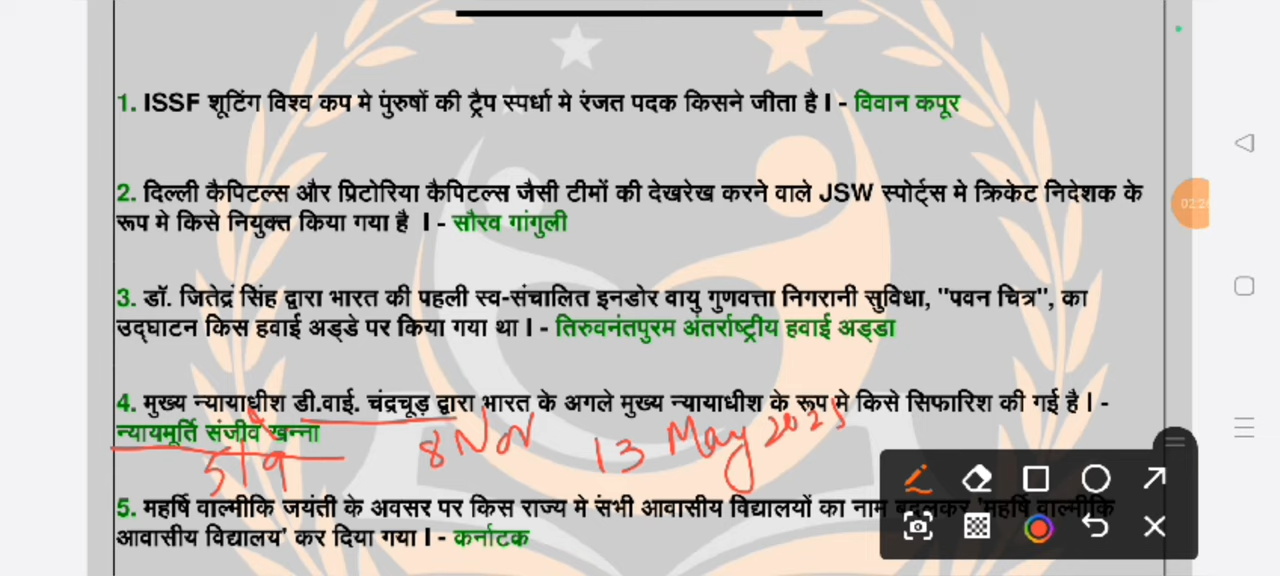 1. ISSF शूटिंग विश्व कप मे पुंरुषों की ट्रैप स्पर्धा मे रंजत पदक किसने जीता है I - विवान कपूर
2. दिल्ली कैपिटल्स और प्रिटोरिया कैपिटल्स जैसी टीमों की देखरेख करने वाले JSW स्पोर्ट्स मे क्रिकेट निदेशक के
रूप मे किसे नियुक्त किया गया है I - सौरव गांगुली
3. डॉ. जितेद्रं सिंह द्वारा भारत की पहली स्व-संचालित इनडोर वायु गुणवत्ता निगरानी सुविधा, "पवन चित्र", का
उद्घाटन किस हवाई अड्डे पर किया गया था I - तिरुवनंतपुरम अंतर्राष्ट्रीय हवाई अड्डा
02:26
4. मुख्य न्यायाधीश डी.वाई. चंद्रचूड़ द्वारा भारत के अगले मुख्य न्यायाधीश के रूप मे किसे सिफारिश की गई है I -
न्यायमूर्ति संजीव खन्ना
8 Nov 13 May 2025
5. महर्षि वाल्मीकि जयंती के अवसर पर किस राज्य मे संभी आवासीय विद्यालयों का नाम बदलकर 'महर्षि वाल्मीकि
आवासीय विद्यालय' कर दिया गया I - कर्नाटक